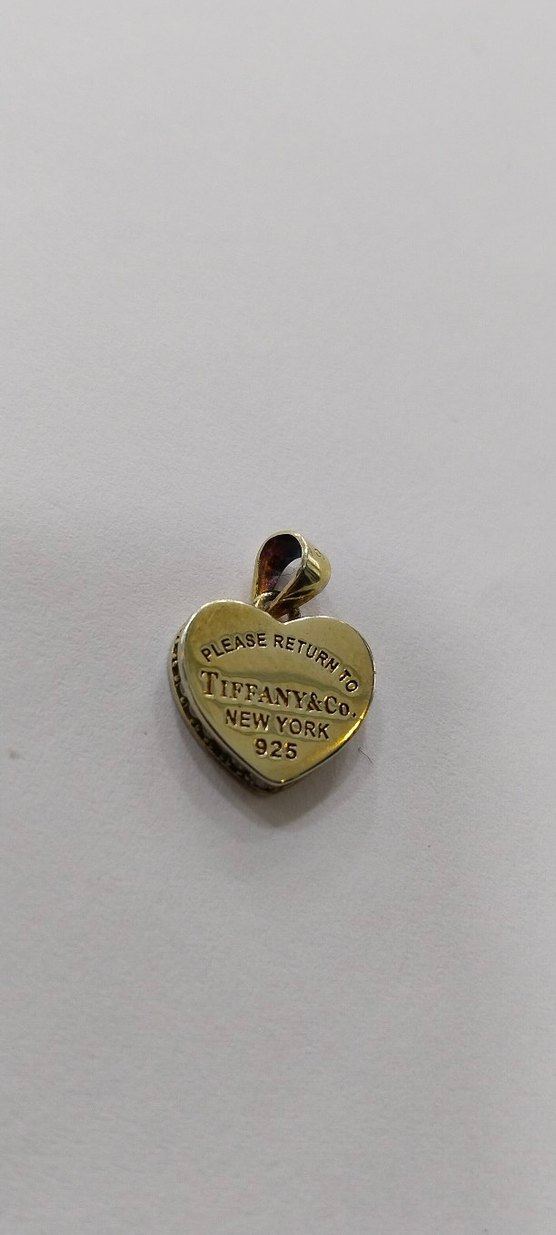 PLEASE RETURN TO
TIFFANY&Co.
NEW YORK
925